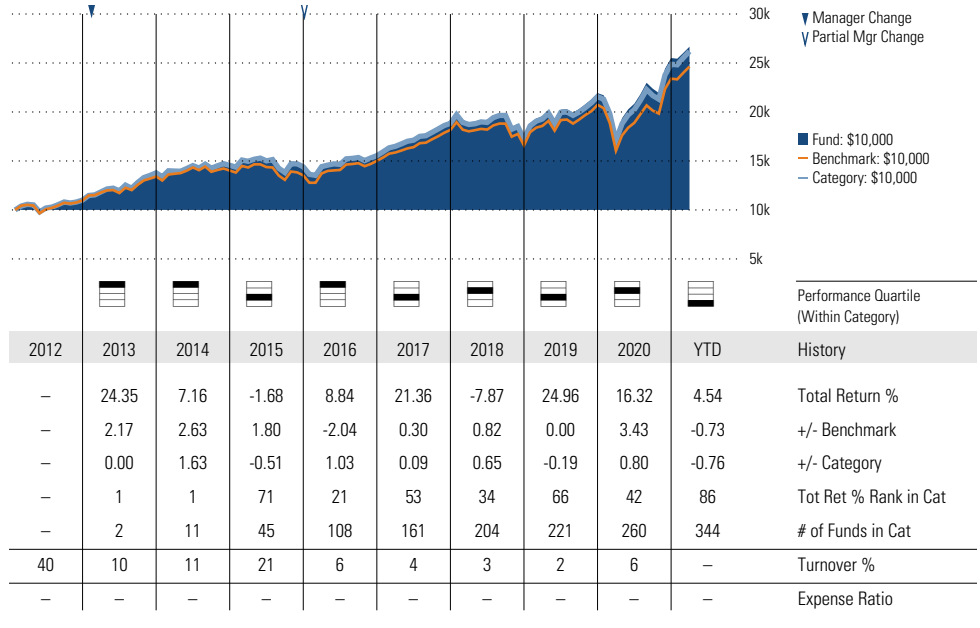 30k
25k
20k
15k
10k
5k
Manager Change
Partial Mgr Change
Fund: $10,000
Benchmark: $10,000
Category: $10,000
Performance Quartile
(Within Category)
2012 2013 2014 2015 2016 2017 2018 2019 2020 YTD History
– 24.35 7.16 -1.68 8.84 21.36 -7.87 24.96 16.32 4.54 Total Return %
– 2.17 2.63 1.80 -2.04 0.30 0.82 0.00 3.43 -0.73 +/- Benchmark
– 0.00 1.63 -0.51 1.03 0.09 0.65 -0.19 0.80 -0.76 +/- Category
– 1 1 71 21 53 34 66 42 86 Tot Ret % Rank in Cat
– 2 11 45 108 161 204 221 260 344 # of Funds in Cat
40 10 11 21 6 4 3 2 6 – Turnover %
– – – – – – – – – – Expense Ratio